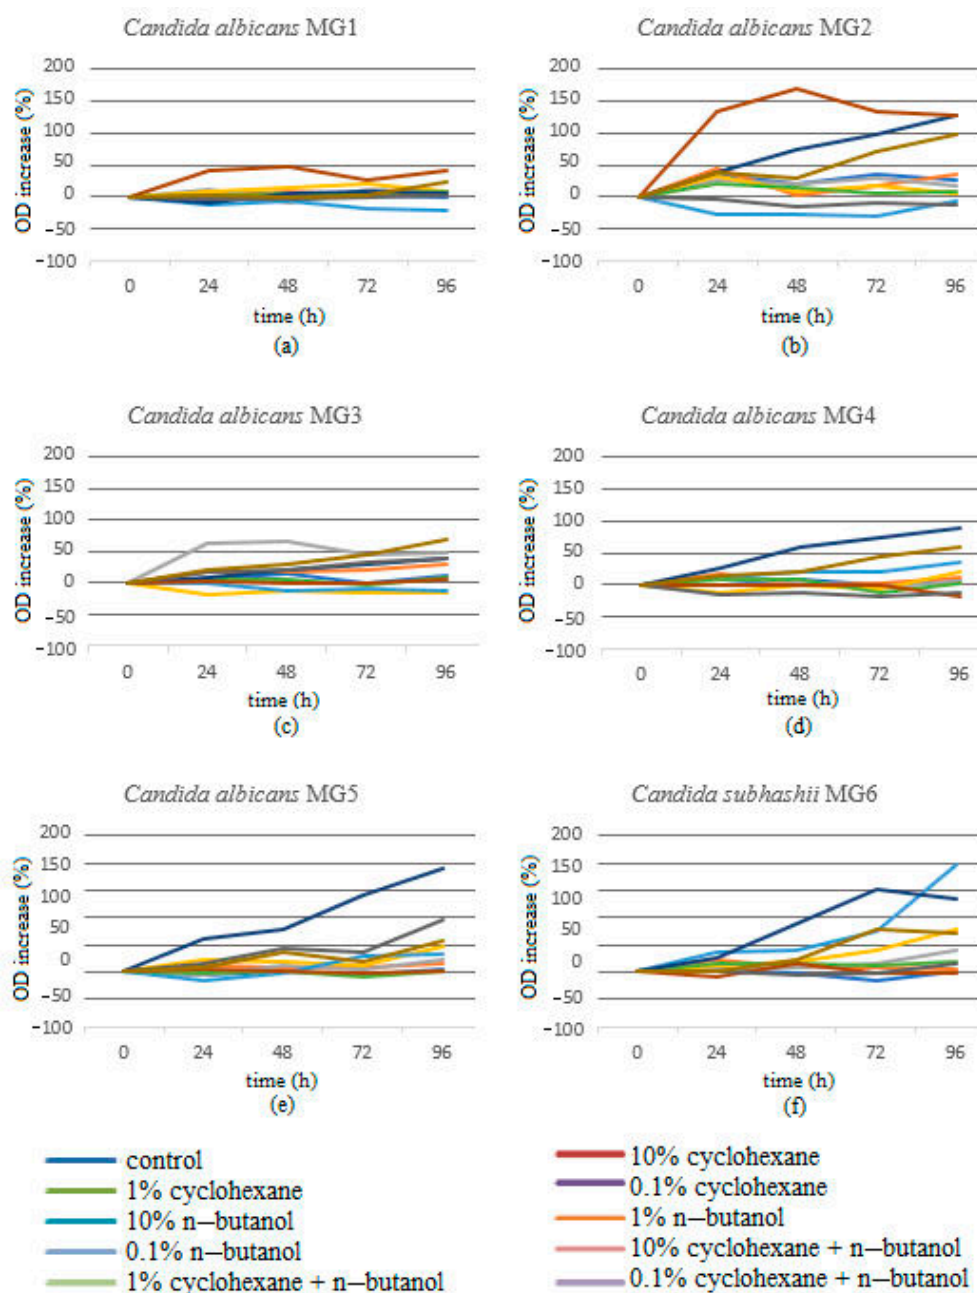 Candida albicans MG1
Candida albicans MG2
OD increase (%)
200
150
100
50
0
−50
−100
0 24 48 72 96
time (h)
(a)
OD increase (%)
200
150
100
50
0
−50
−100
0 24 48 72 96
time (h)
(b)
Candida albicans MG3
Candida albicans MG4
OD increase (%)
200
150
100
50
0
−50
−100
0 24 48 72 96
time (h)
(c)
OD increase (%)
200
150
100
50
0
−50
−100
0 24 48 72 96
time (h)
(d)
Candida albicans MG5
Candida subhashii MG6
OD increase (%)
200
150
100
50
0
−50
−100
0 24 48 72 96
time (h)
(e)
OD increase (%)
200
150
100
50
0
−50
−100
0 24 48 72 96
time (h)
(f)
control
1% cyclohexane
10% n−butanol
0.1% n−butanol
1% cyclohexane + n−butanol
10% cyclohexane
0.1% cyclohexane
1% n−butanol
10% cyclohexane + n−butanol
0.1% cyclohexane + n−butanol